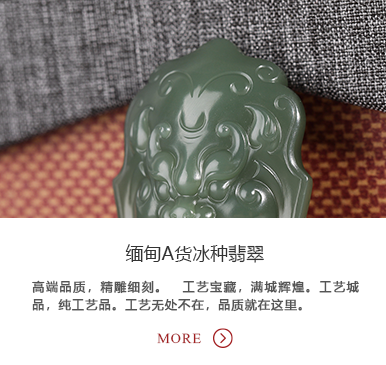 缅甸A货冰种翡翠
高端品质，精雕细刻。　工艺宝藏，满城辉煌。工艺城
品，纯工艺品。工艺无处不在，品质就在这里。
MORE